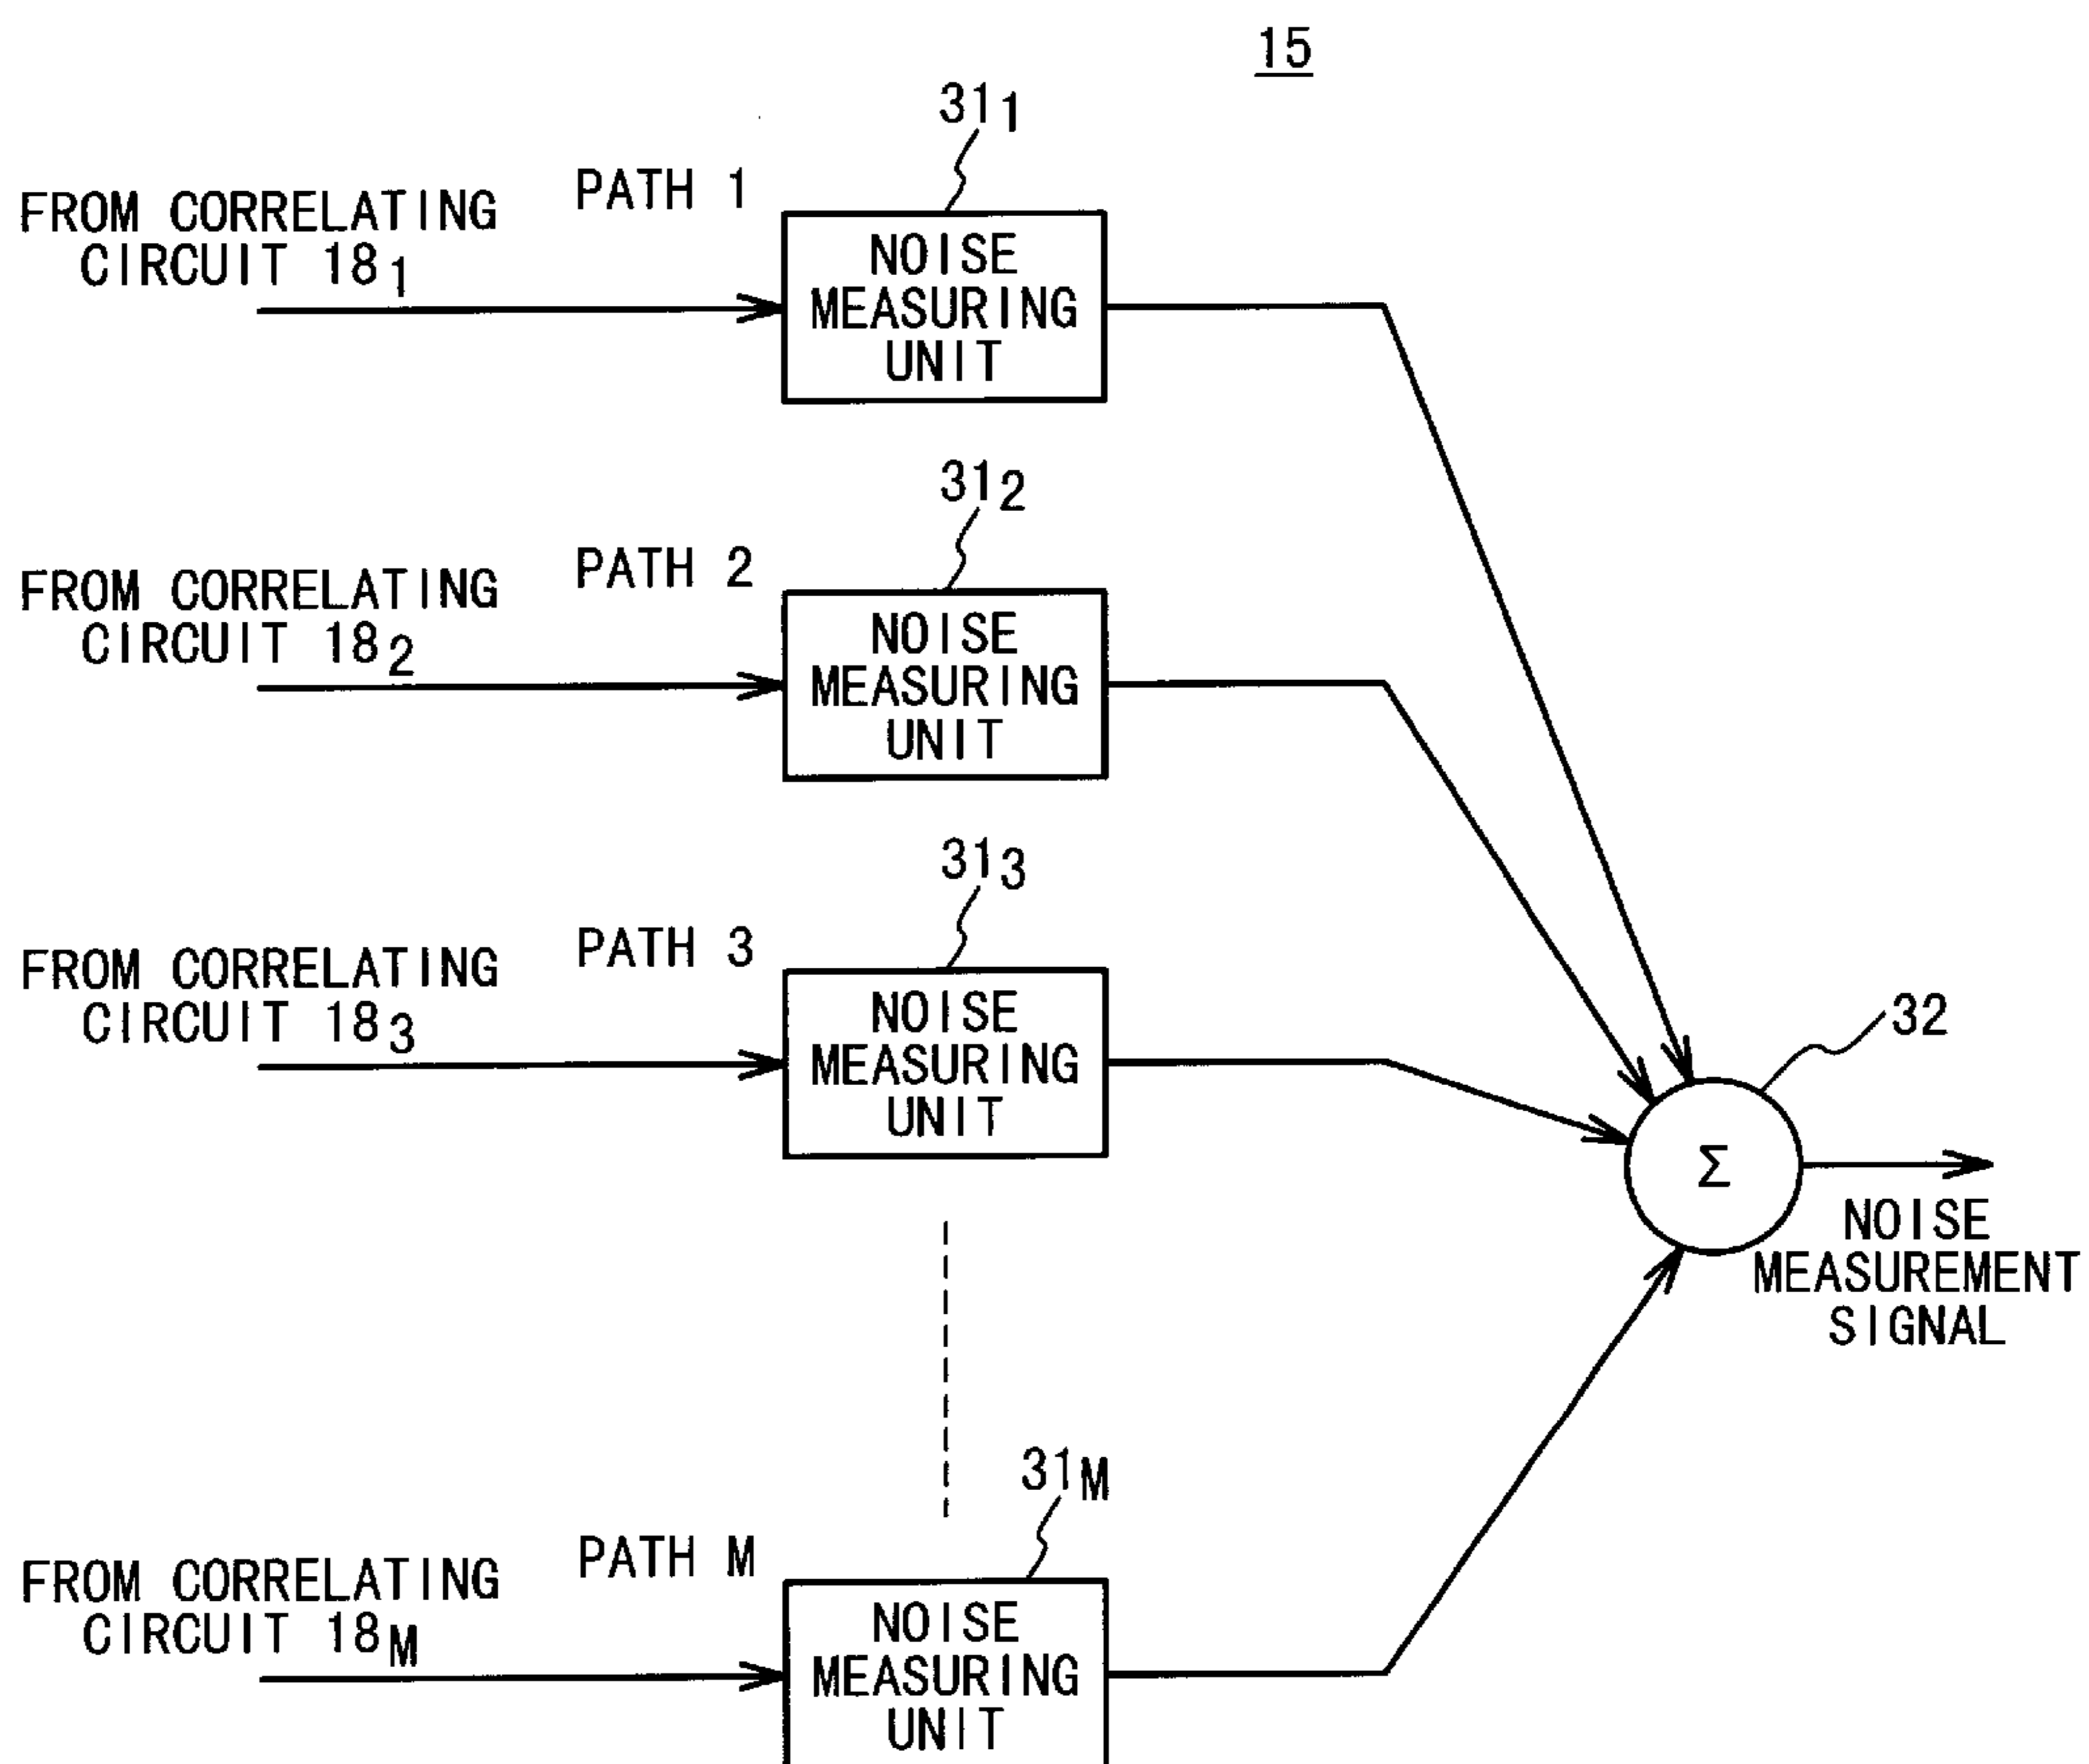 15
31₁
PATH 1
FROM CORRELATING
CIRCUIT 18₁
NOISE
MEASURING
UNIT
31₂
PATH 2
FROM CORRELATING
CIRCUIT 18₂
NOISE
MEASURING
UNIT
31₃
PATH 3
FROM CORRELATING
CIRCUIT 18₃
NOISE
MEASURING
UNIT
32
Σ
NOISE
MEASUREMENT
SIGNAL
31M
PATH M
FROM CORRELATING
CIRCUIT 18M
NOISE
MEASURING
UNIT